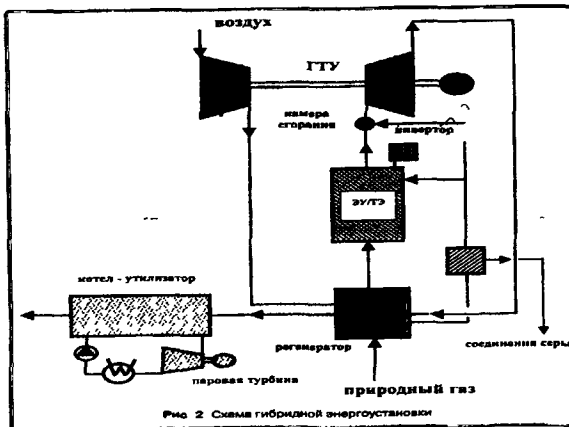 воздух
ГТУ
камера
сгорания
инвертор
ЭУ/ТЭ
котел - утилизатор
регенератор
соединения серы
паровая турбина
природный газ
Рис 2 Схема гибридной энергоустановки